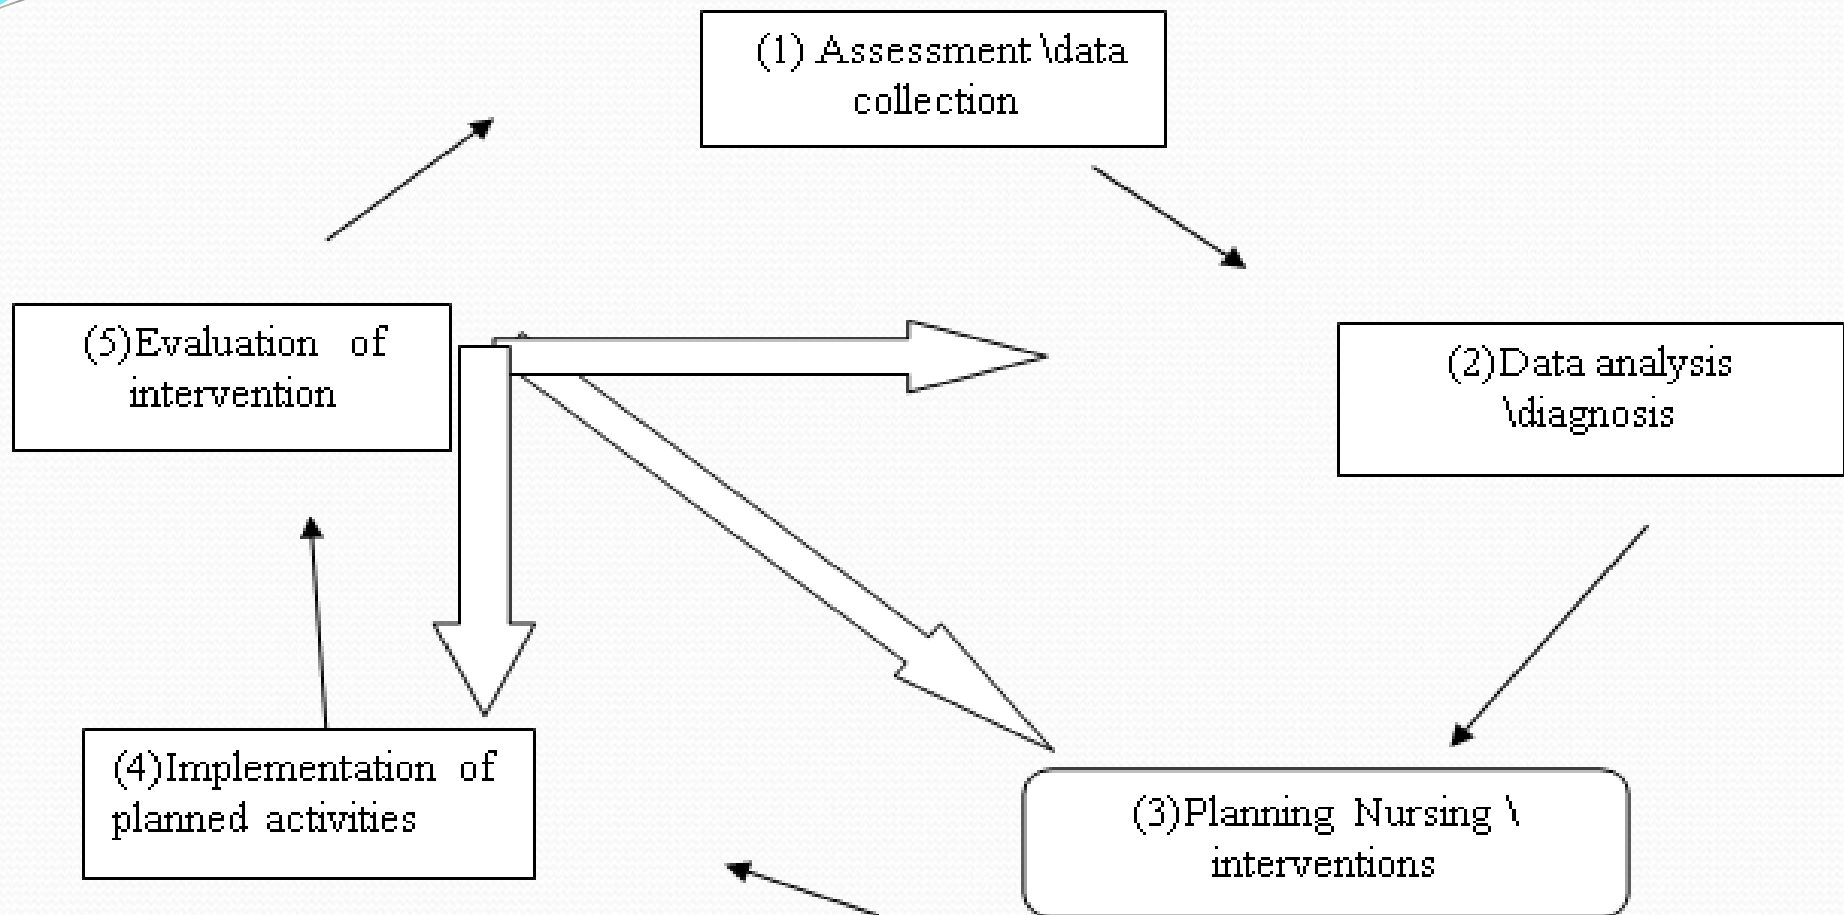 (1) Assessment \data
collection
(2)Data analysis
\diagnosis
(3)Planning Nursing \
interventions
(4)Implementation of
planned activities
(5)Evaluation of
intervention